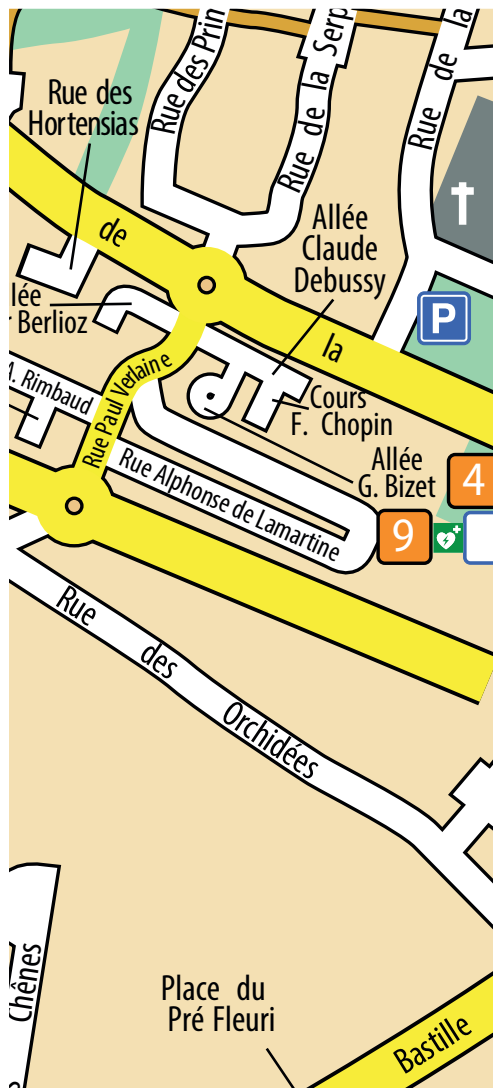 Rue des Prin
Rue de la Serp
Rue de la
Rue des
Hortensias
de
Allée
Claude
Debussy
lée
Berlioz
P
la
A. Rimbaud
Rue Paul Verlaine
Cours
F. Chopin
Allée
G. Bizet
4
Rue Alphonse de Lamartine
9
Rue des Orchidées
Chênes
Place du
Pré Fleuri
Bastille